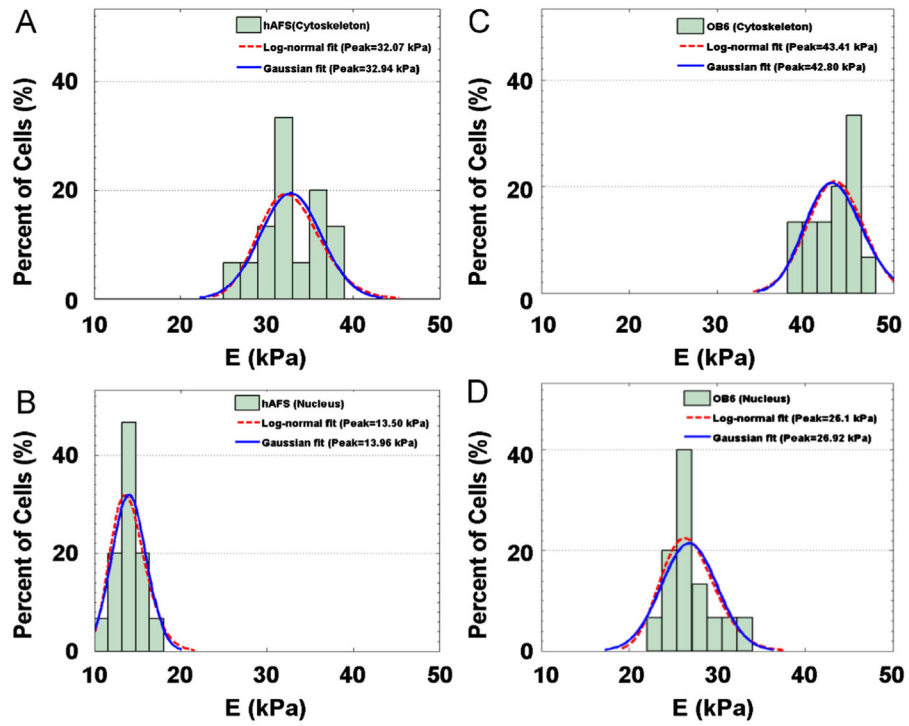 A
hAFS(Cytoskeleton)
Log-normal fit (Peak=32.07 kPa)
Gaussian fit (Peak=32.94 kPa)
Percent of Cells (%)
40
20
0
10 20 30 40 50
E (kPa)
C
OB6 (Cytoskeleton)
Log-normal fit (Peak=43.41 kPa)
Gaussian fit (Peak=42.80 kPa)
Percent of Cells (%)
40
20
0
10 20 30 40 50
E (kPa)
B
hAFS (Nucleus)
Log-normal fit (Peak=13.50 kPa)
Gaussian fit (Peak=13.96 kPa)
Percent of Cells (%)
40
20
0
10 20 30 40 50
E (kPa)
D
OB6 (Nucleus)
Log-normal fit (Peak=26.1 kPa)
Gaussian fit (Peak=26.92 kPa)
Percent of Cells (%)
40
20
0
10 20 30 40 50
E (kPa)